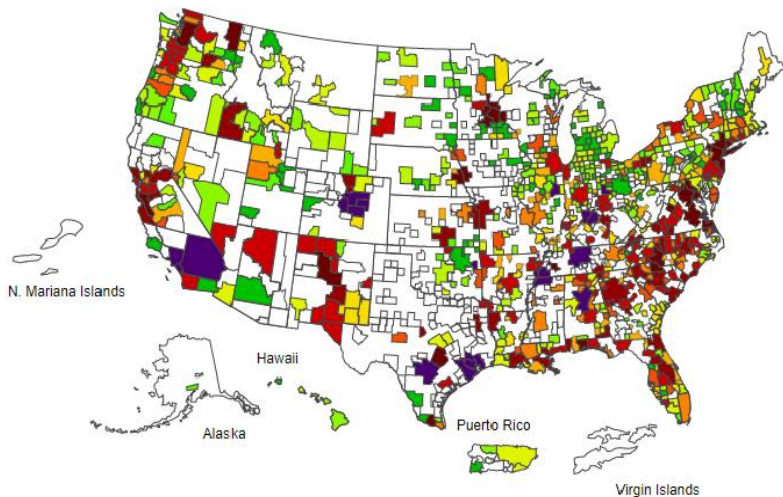 N. Mariana Islands
Hawaii
Alaska
Puerto Rico
Virgin Islands